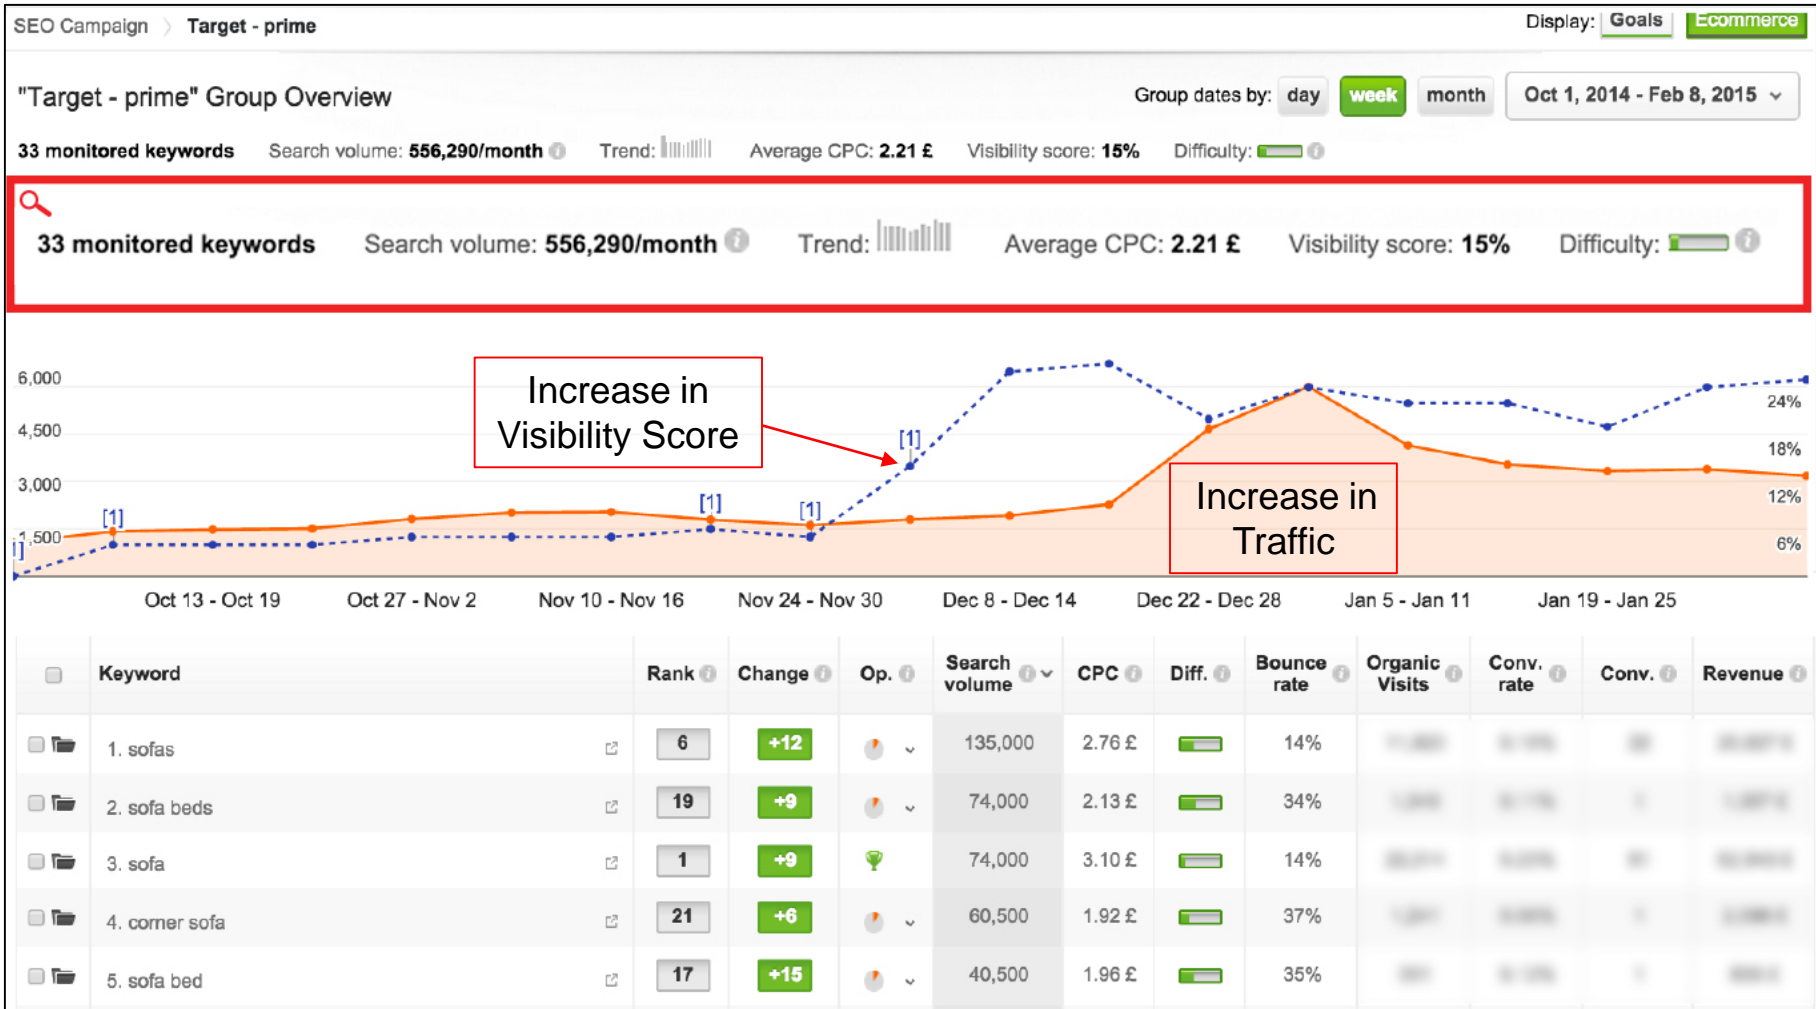 SEO Campaign Target - prime Display: Goals Ecommerce
"Target - prime" Group Overview Group dates by: day week month Oct 1, 2014 - Feb 8, 2015
33 monitored keywords Search volume: 556,290/month Trend: Average CPC: 2.21 £ Visibility score: 15% Difficulty:
33 monitored keywords Search volume: 556,290/month Trend: Average CPC: 2.21 £ Visibility score: 15% Difficulty:
6,000
4,500
3,000
1,500
Increase in
Visibility Score
Increase in
Traffic
[1]
[1]
[1]
[1]
1]
24%
18%
12%
6%
Oct 13 - Oct 19 Oct 27 - Nov 2 Nov 10 - Nov 16 Nov 24 - Nov 30 Dec 8 - Dec 14 Dec 22 - Dec 28 Jan 5 - Jan 11 Jan 19 - Jan 25
Keyword Rank Change Op. Search volume CPC Diff. Bounce rate Organic Visits Conv. rate Conv. Revenue
1. sofas 6 +12 135,000 2.76 £ 14%
2. sofa beds 19 +9 74,000 2.13 £ 34%
3. sofa 1 +9 74,000 3.10 £ 14%
4. corner sofa 21 +6 60,500 1.92 £ 37%
5. sofa bed 17 +15 40,500 1.96 £ 35%